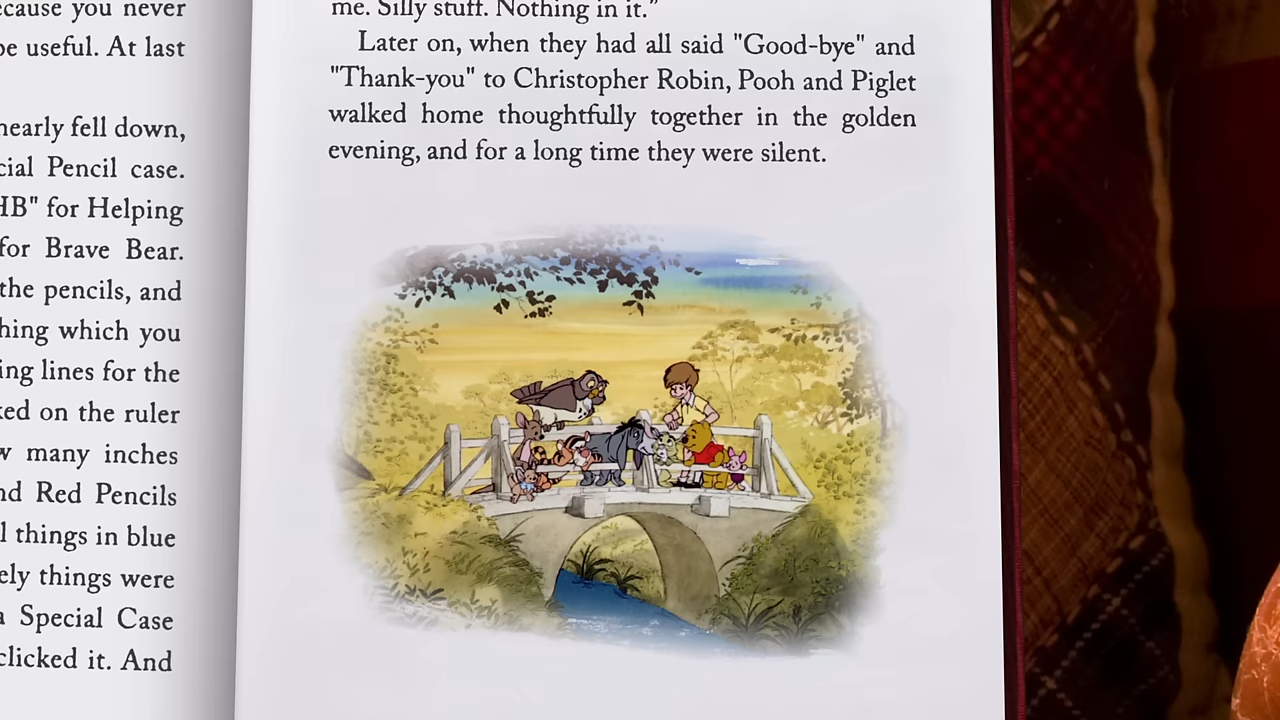 ecause you never
be useful. At last
nearly fell down,
cial Pencil case.
HB" for Helping
for Brave Bear.
the pencils, and
hing which you
ing lines for the
ked on the ruler
w many inches
nd Red Pencils
l things in blue
ely things were
a Special Case
clicked it. And
me. Silly stuff. Nothing in it."
Later on, when they had all said "Good-bye" and
"Thank-you" to Christopher Robin, Pooh and Piglet
walked home thoughtfully together in the golden
evening, and for a long time they were silent.